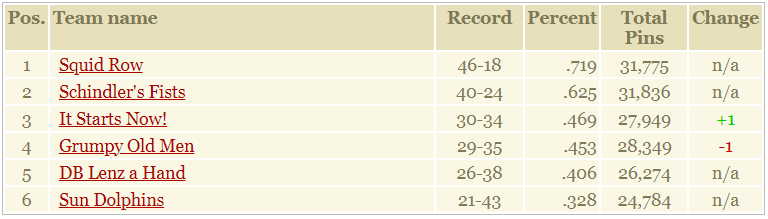 Pos. Team name Record Percent Total Pins Change
1 Squid Row 46-18 .719 31,775 n/a
2 Schindler's Fists 40-24 .625 31,836 n/a
3 It Starts Now! 30-34 .469 27,949 +1
4 Grumpy Old Men 29-35 .453 28,349 -1
5 DB Lenz a Hand 26-38 .406 26,274 n/a
6 Sun Dolphins 21-43 .328 24,784 n/a